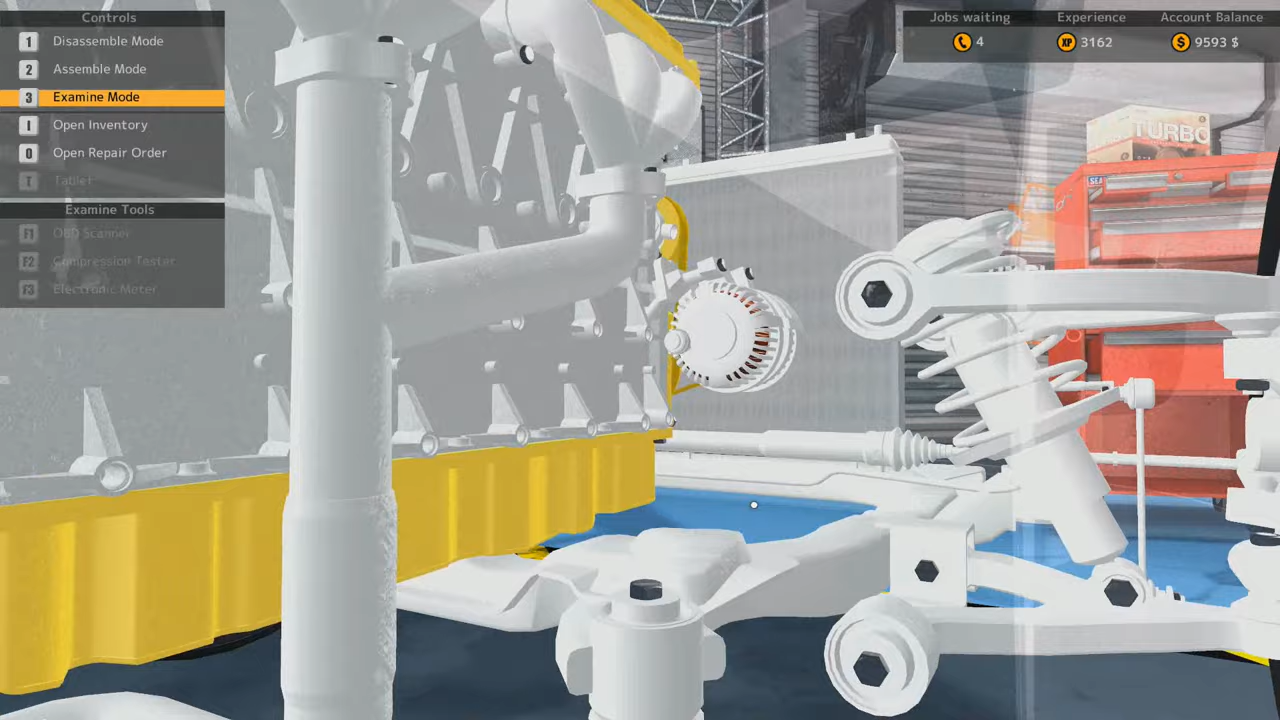 Controls
1 Disassemble Mode
2 Assemble Mode
3 Examine Mode
I Open Inventory
O Open Repair Order
T Tablet
Examine Tools
F1 OBD Scanner
F2 Compression Tester
F3 Electronic Meter
Jobs waiting Experience Account Balance
4 XP 3162 $ 9593 $
TURBO